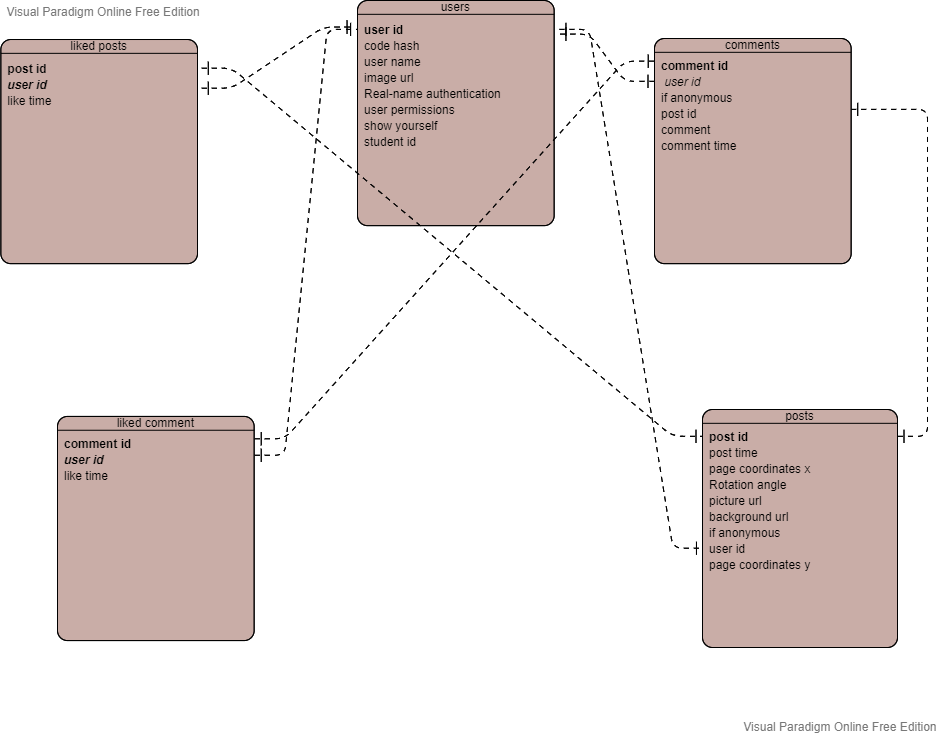 Visual Paradigm Online Free Edition
liked posts
post id
user id
like time
users
user id
code hash
user name
image url
Real-name authentication
user permissions
show yourself
student id
comments
comment id
user id
if anonymous
post id
comment
comment time
liked comment
comment id
user id
like time
posts
post id
post time
page coordinates x
Rotation angle
picture url
background url
if anonymous
user id
page coordinates y
Visual Paradigm Online Free Edition